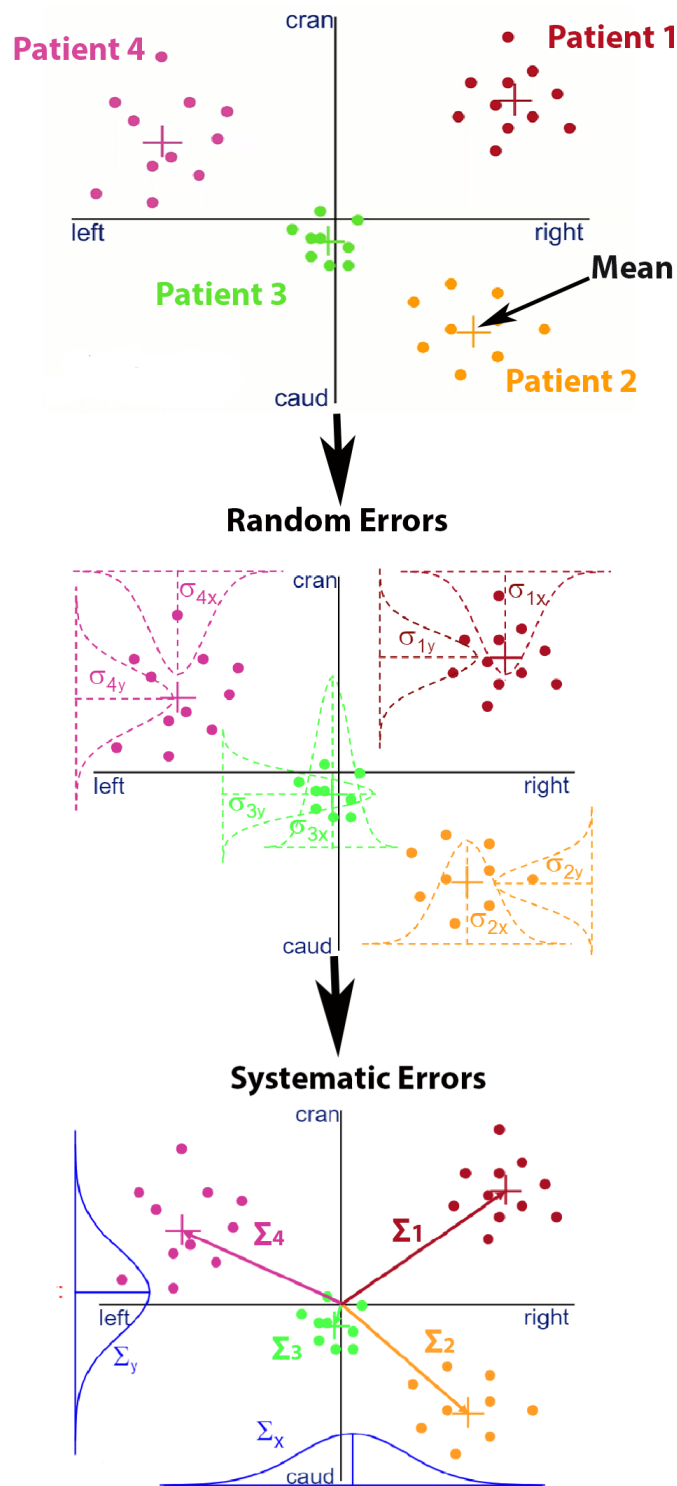 cran
Patient 4
Patient 1
left
right
Mean
Patient 3
Patient 2
caud
Random Errors
cran
σ4x
σ1x
σ1y
σ4y
left
right
σ3y
σ3x
σ2y
σ2x
caud
Systematic Errors
cran
Σ4
Σ1
left
right
Σ3
Σ2
Σy
Σx
caud